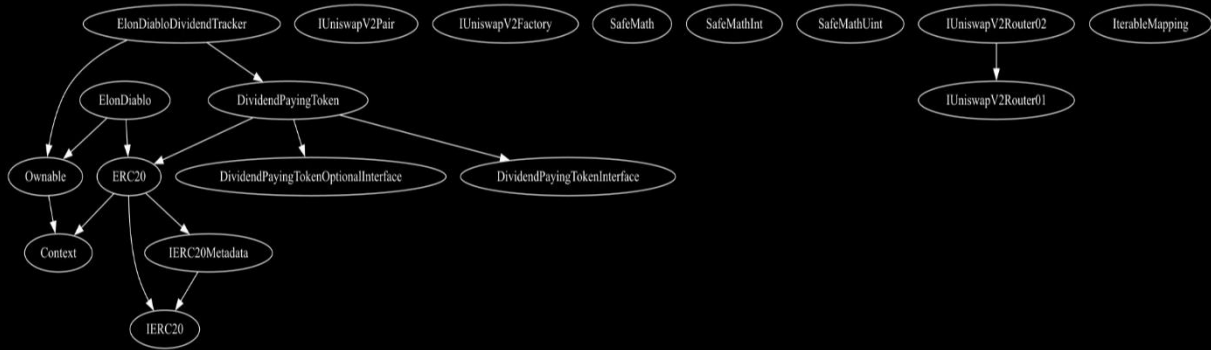 ElonDiabloDividendTracker IUniswapV2Pair IUniswapV2Factory SafeMath SafeMathInt SafeMathUint IUniswapV2Router02 IterableMapping
ElonDiablo DividendPayingToken IUniswapV2Router01
Ownable ERC20 DividendPayingTokenOptionalInterface DividendPayingTokenInterface
Context IERC20Metadata
IERC20